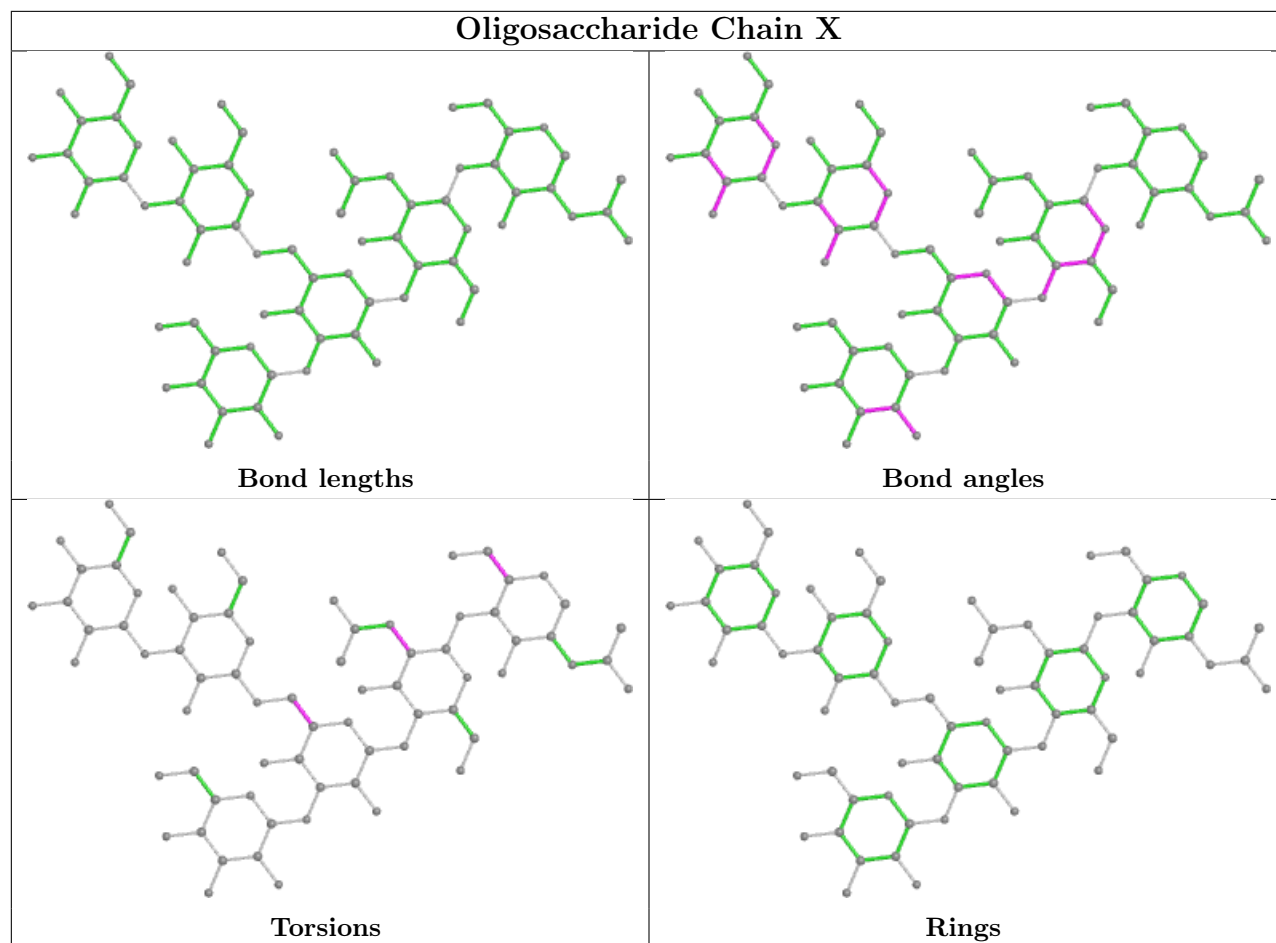 Oligosaccharide Chain X
Bond lengths
Bond angles
Torsions
Rings